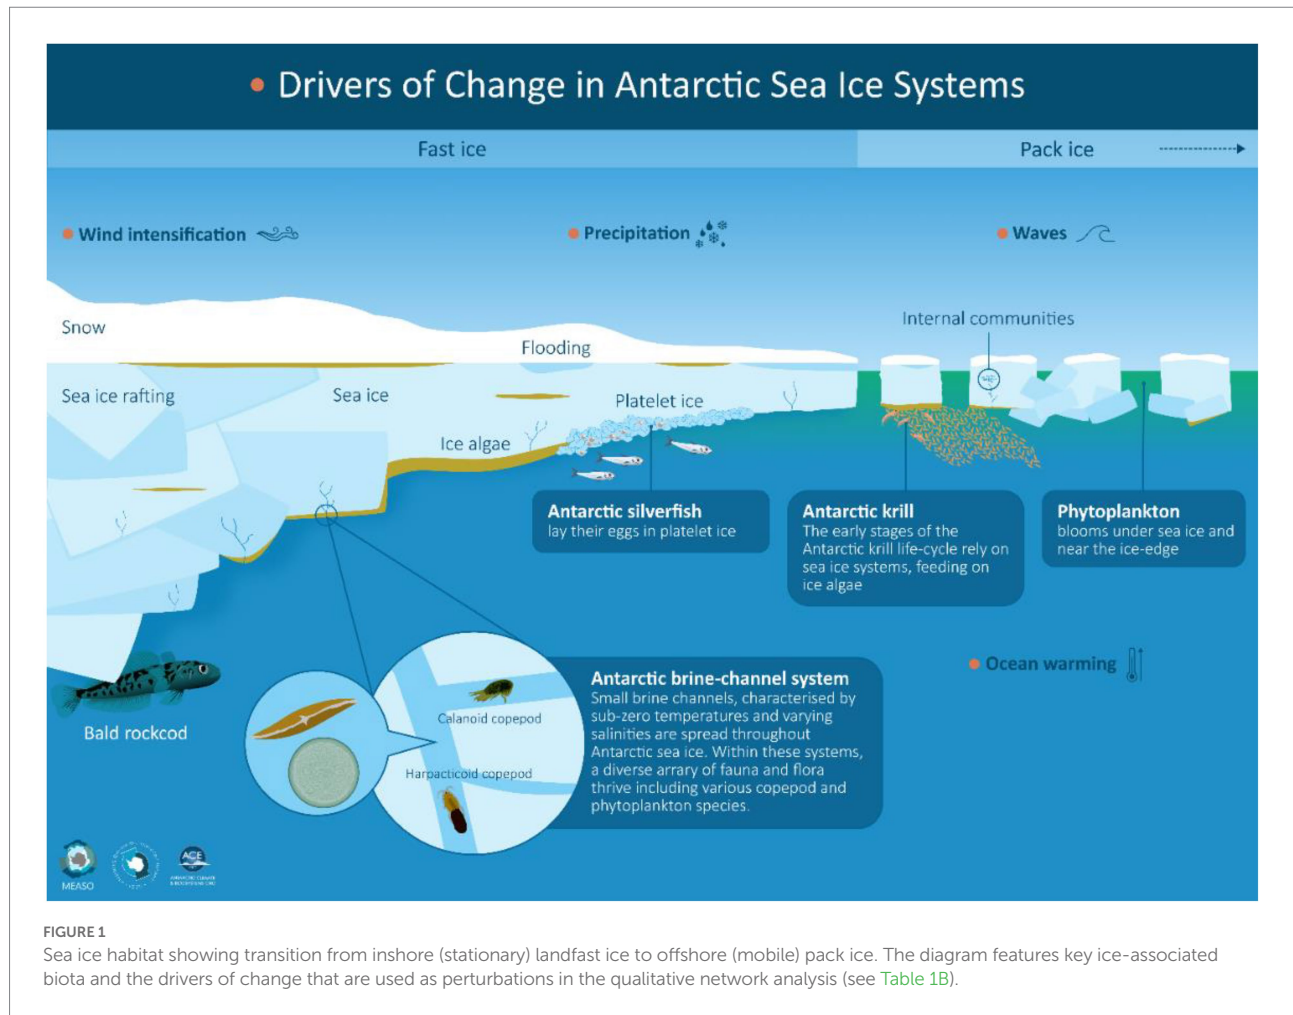 • Drivers of Change in Antarctic Sea Ice Systems
Fast ice
Pack ice
• Wind intensification
• Precipitation
• Waves
Internal communities
Snow
Flooding
Sea ice rafting
Sea ice
Platelet ice
Ice algae
Antarctic silverfish
lay their eggs in platelet ice
Antarctic krill
The early stages of the
Antarctic krill life-cycle rely on
sea ice systems, feeding on
ice algae
Phytoplankton
blooms under sea ice and
near the ice-edge
• Ocean warming
Bald rockcod
Calanoid copepod
Harpacticoid copepod
Antarctic brine-channel system
Small brine channels, characterised by
sub-zero temperatures and varying
salinities are spread throughout
Antarctic sea ice. Within these systems,
a diverse arrary of fauna and flora
thrive including various copepod and
phytoplankton species.
MEASO
ACE
FIGURE 1
Sea ice habitat showing transition from inshore (stationary) landfast ice to offshore (mobile) pack ice. The diagram features key ice-associated
biota and the drivers of change that are used as perturbations in the qualitative network analysis (see Table 1B).